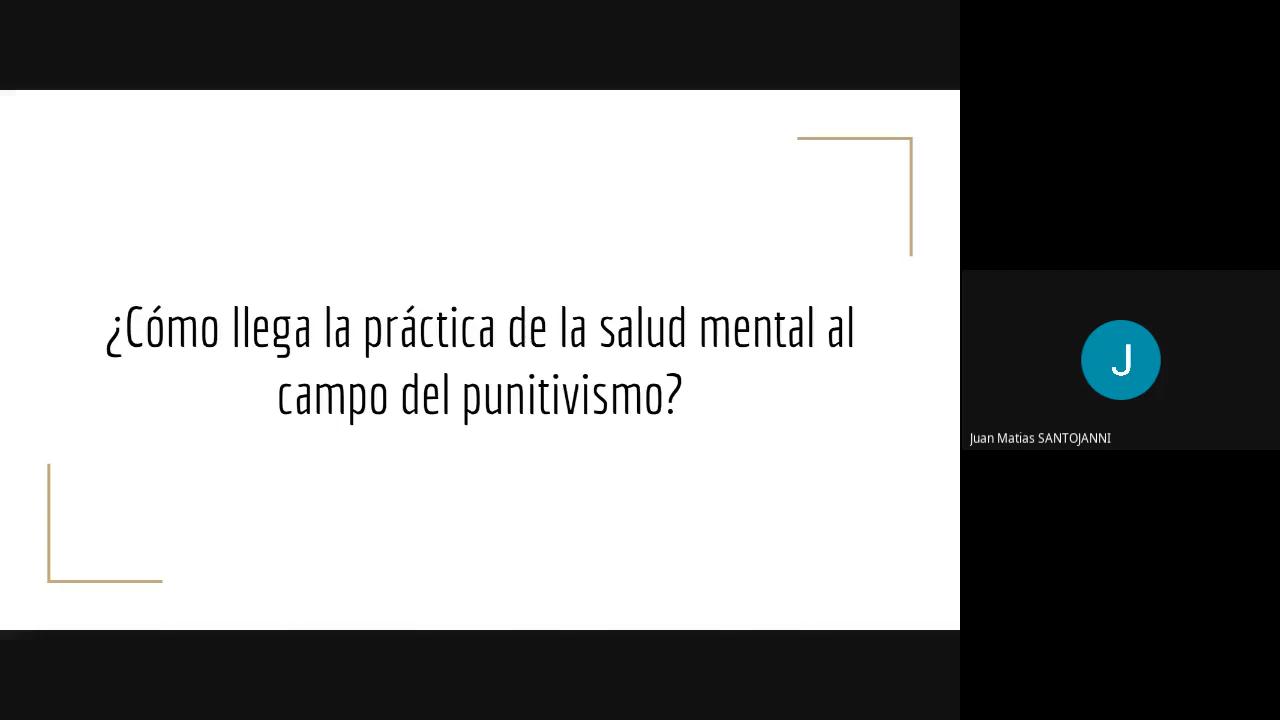 ¿Cómo llega la práctica de la salud mental al
campo del punitivismo?
J
Juan Matias SANTOJANNI